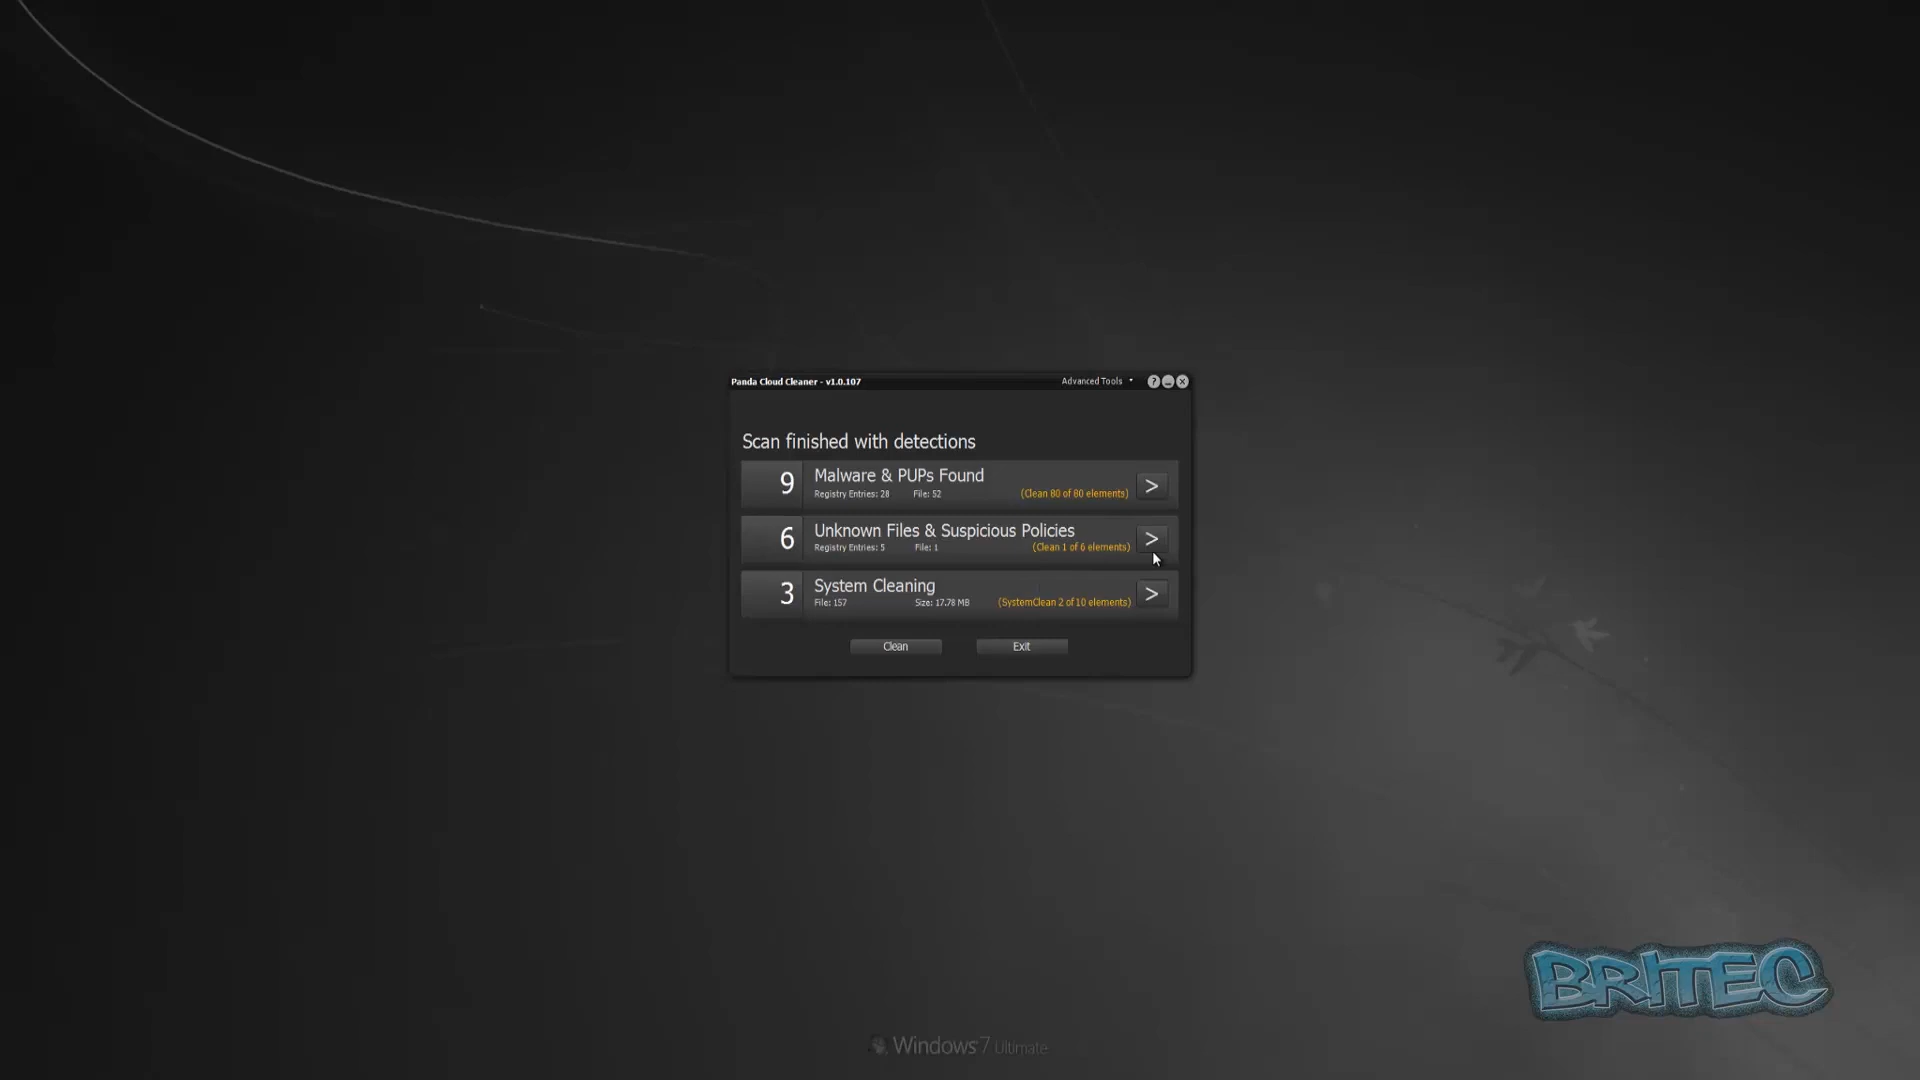 Panda Cloud Cleaner - v1.0.107
Advanced Tools
?
Scan finished with detections
9
Malware & PUPs Found
Registry Entries: 28 File: 52 (Clean 80 of 80 elements)
>
6
Unknown Files & Suspicious Policies
Registry Entries: 5 File: 1 (Clean 1 of 6 elements)
>
3
System Cleaning
File: 157 Size: 17.78 MB (SystemClean 2 of 10 elements)
>
Clean Exit
BRITEC
Windows 7 Ultimate